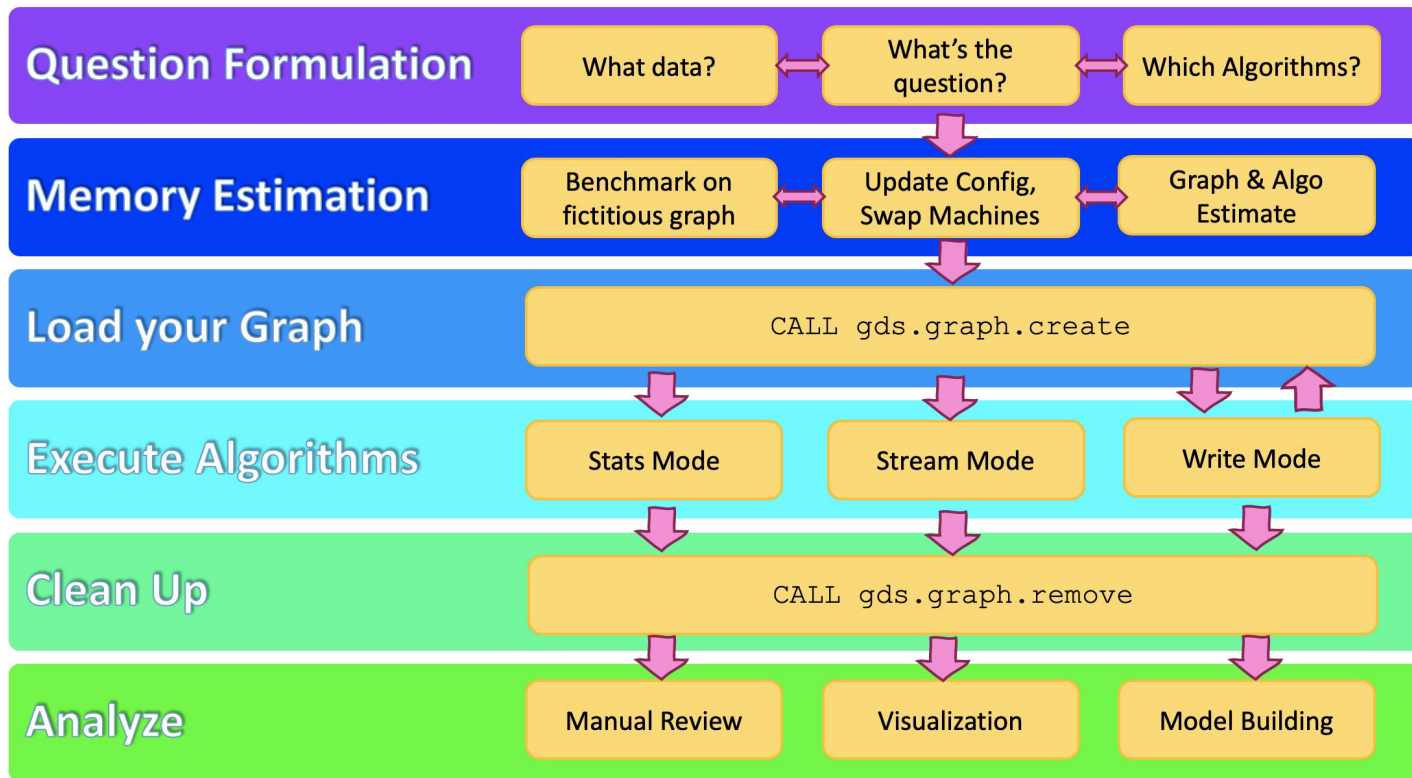 Question Formulation
What data?
What's the
question?
Which Algorithms?
Memory Estimation
Benchmark on
fictitious graph
Update Config,
Swap Machines
Graph & Algo
Estimate
Load your Graph
CALL gds.graph.create
Execute Algorithms
Stats Mode
Stream Mode
Write Mode
Clean Up
CALL gds.graph.remove
Analyze
Manual Review
Visualization
Model Building